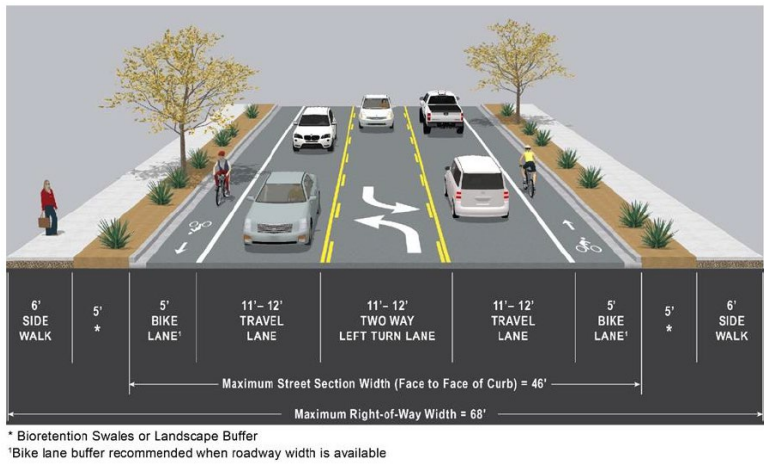 6'
SIDE
WALK
5'
*
5'
BIKE
LANE¹
11'– 12'
TRAVEL
LANE
11'– 12'
TWO WAY
LEFT TURN LANE
11'– 12'
TRAVEL
LANE
5'
BIKE
LANE¹
5'
*
6'
SIDE
WALK
Maximum Street Section Width (Face to Face of Curb) = 46'
Maximum Right-of-Way Width = 68'
* Bioretention Swales or Landscape Buffer
¹Bike lane buffer recommended when roadway width is available